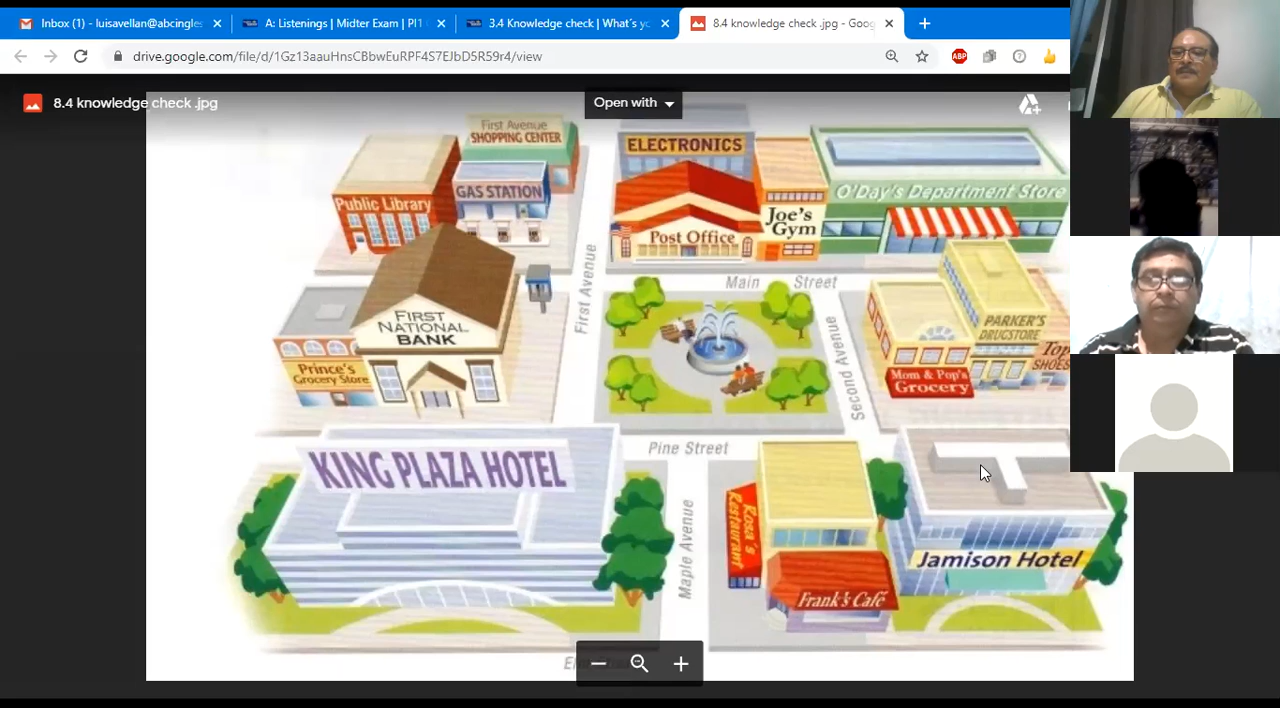 Inbox (1) - luisavellan@abcingles
A: Listenings | Midter Exam | PI1
3.4 Knowledge check | What´s yo
8.4 knowledge check .jpg - Goog
drive.google.com/file/d/1Gz13aauHnsCBbwEuRPF4S7EJbD5R59r4/view
ABP
8.4 knowledge check .jpg
Open with
First Avenue
SHOPPING CENTER
ELECTRONICS
GAS STATION
O'Day's Department Store
Public Library
Joe's
Gym
Post Office
First Avenue
Main Street
FIRST
NATIONAL
BANK
PARKER'S
DRUGSTORE
Top
SHOES
Second Avenue
Prince's
Grocery Store
Mom & Pop's
Grocery
Pine Street
KING PLAZA HOTEL
Rosa's
Restaurant
Maple Avenue
Jamison Hotel
Frank's Café